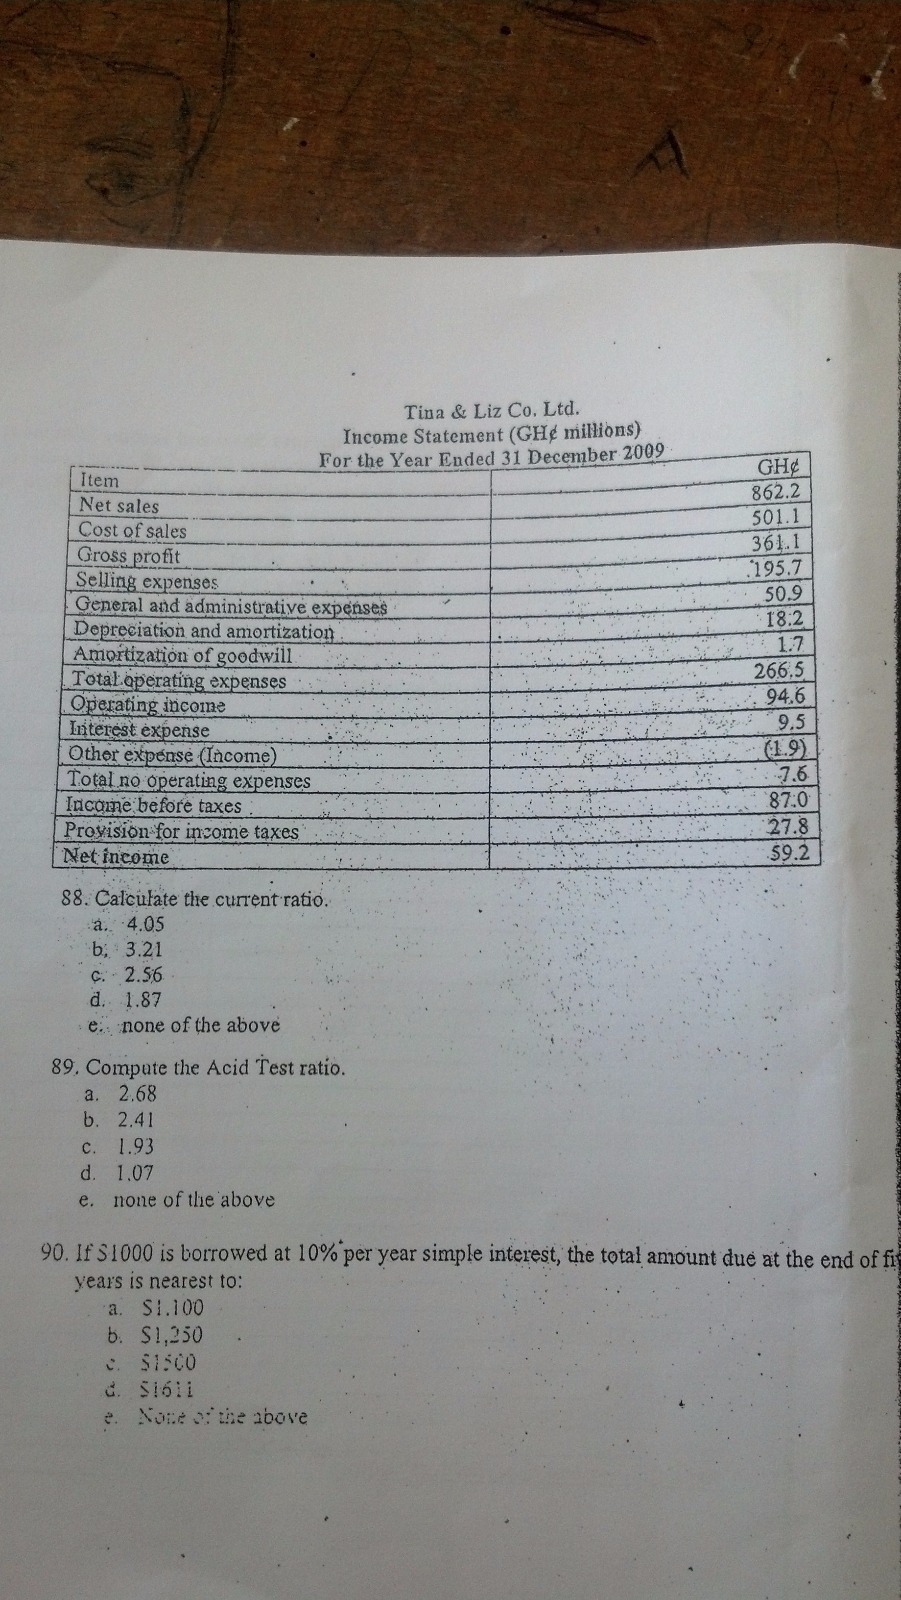 Tina & Liz Co. Ltd.
Income Statement (GH¢ millions)
For the Year Ended 31 December 2009
Item GH¢
Net sales 862.2
Cost of sales 501.1
Gross profit 361.1
Selling expenses 195.7
General and administrative expenses 50.9
Depreciation and amortization 18.2
Amortization of goodwill 1.7
Total operating expenses 266.5
Operating income 94.6
Interest expense 9.5
Other expense (Income) (1.9)
Total no operating expenses 7.6
Income before taxes 87.0
Provision for income taxes 27.8
Net income 59.2
88. Calculate the current ratio.
a. 4.05
b. 3.21
c. 2.56
d. 1.87
e. none of the above
89. Compute the Acid Test ratio.
a. 2.68
b. 2.41
c. 1.93
d. 1.07
e. none of the above
90. If $1000 is borrowed at 10% per year simple interest, the total amount due at the end of
years is nearest to:
a. $1.100
b. $1,250
c. $1500
d. $1611
e. None of the above